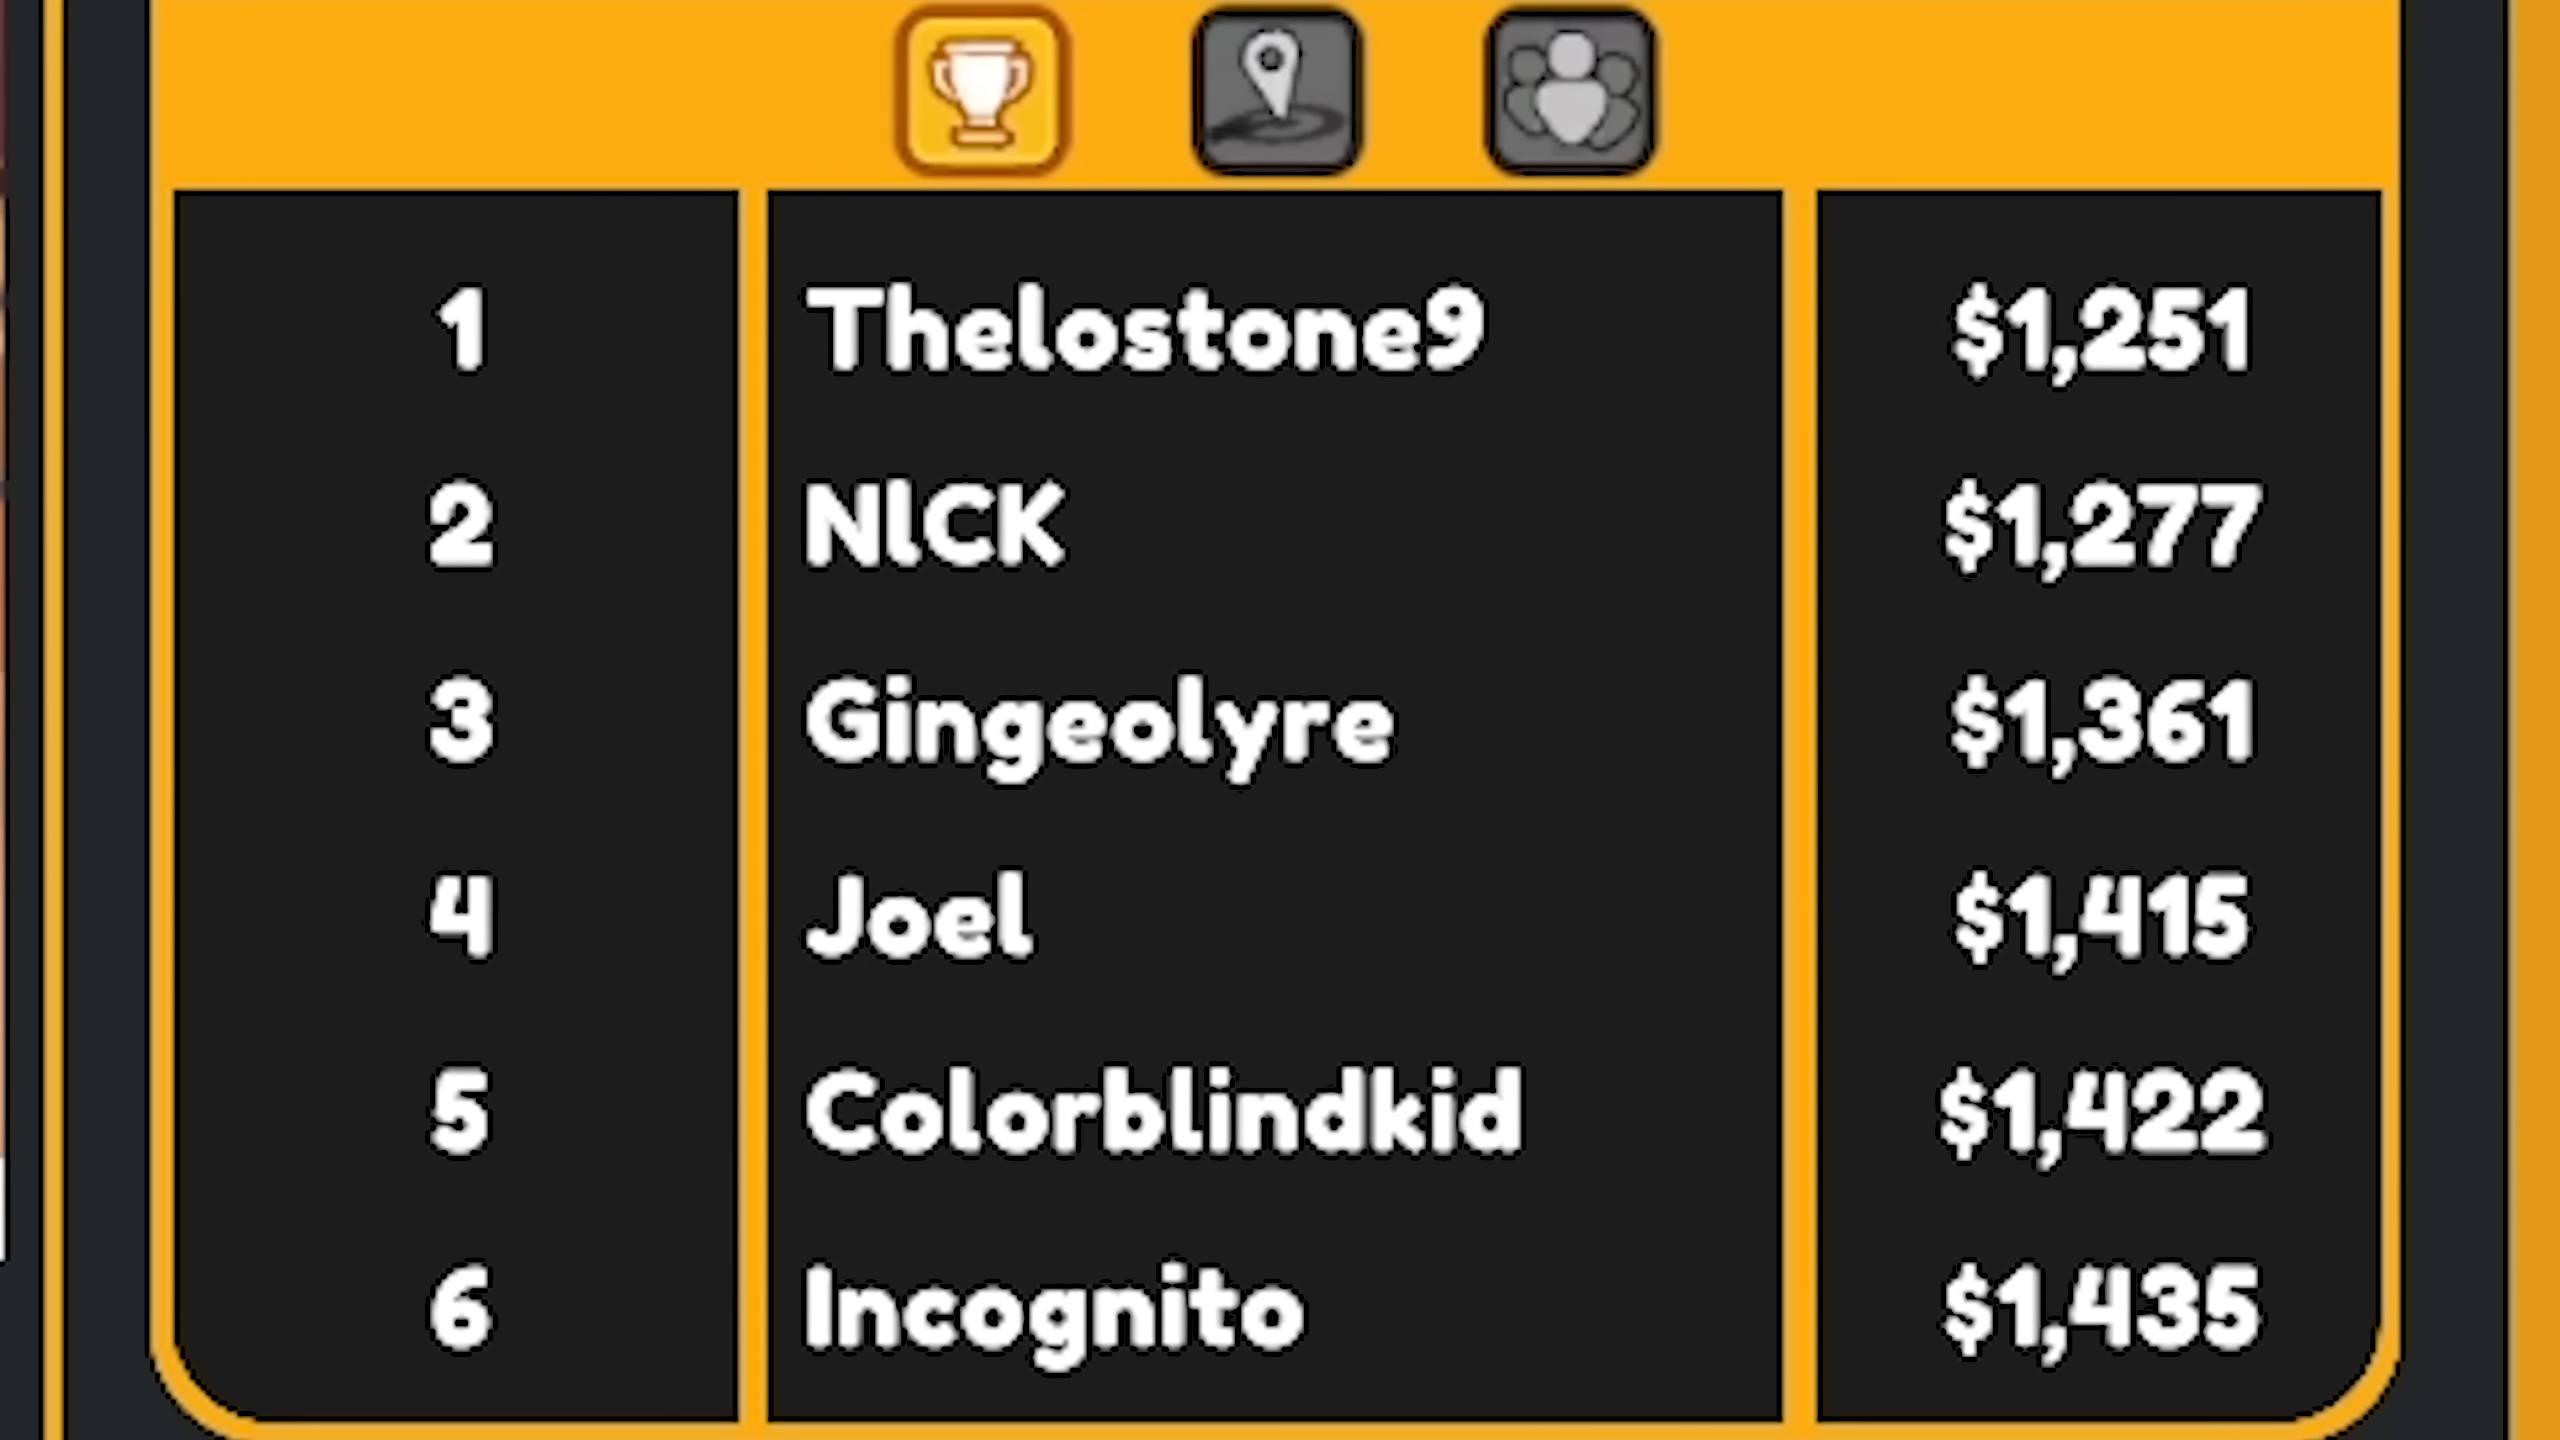 1 Thelostone9 $1,251
2 NlCK $1,277
3 Gingeolyre $1,361
4 Joel $1,415
5 Colorblindkid $1,422
6 Incognito $1,435